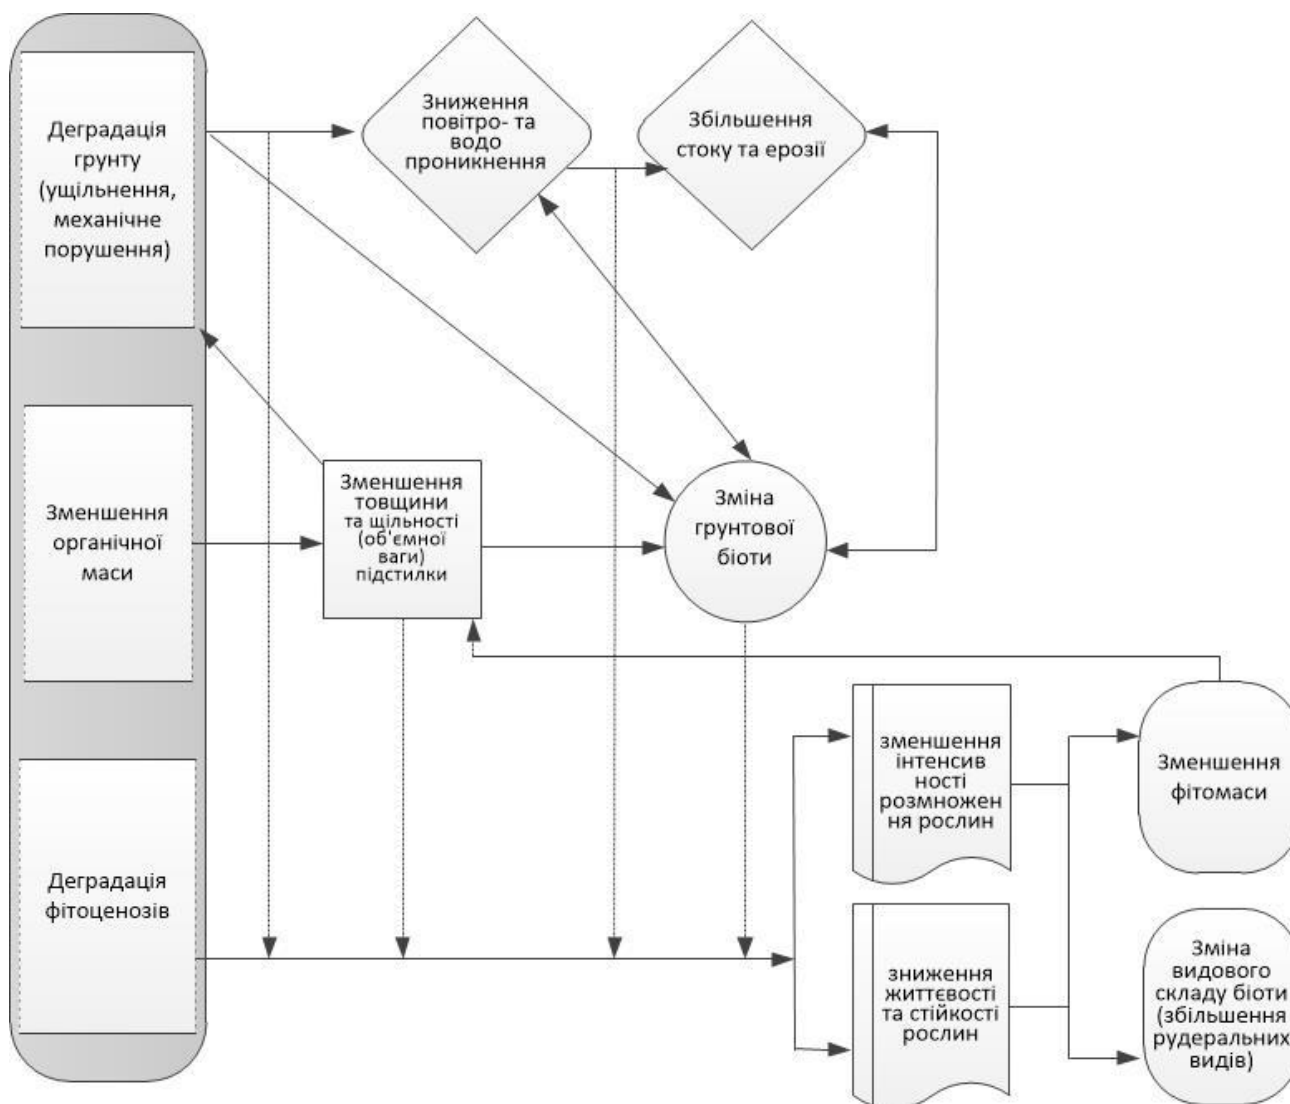 Деградація
грунту
(ущільнення,
механічне
порушення)
Зниження
повітро- та
водо
проникнення
Збільшення
стоку та ерозії
Зменшення
органічної
маси
Зменшення
товщини
та щільності
(об'ємної
ваги)
підстилки
Зміна
грунтової
біоти
Деградація
фітоценозів
зменшення
інтенсив
ності
розмножен
ня рослин
Зменшення
фітомаси
зниження
життєвості
та стійкості
рослин
Зміна
видового
складу біоти
(збільшення
рудеральних
видів)